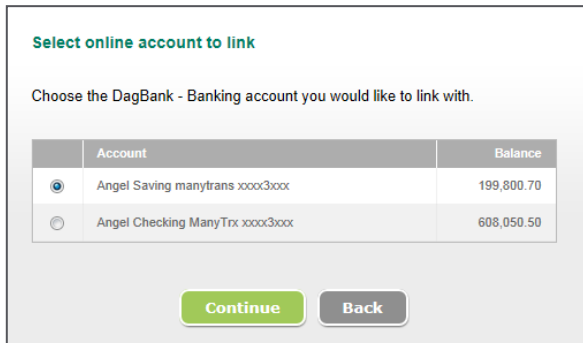 Select online account to link
Choose the DagBank - Banking account you would like to link with.
Account Balance
Angel Saving manytrans xxxx3xxx 199,800.70
Angel Checking ManyTrx xxxx3xxx 608,050.50
Continue Back